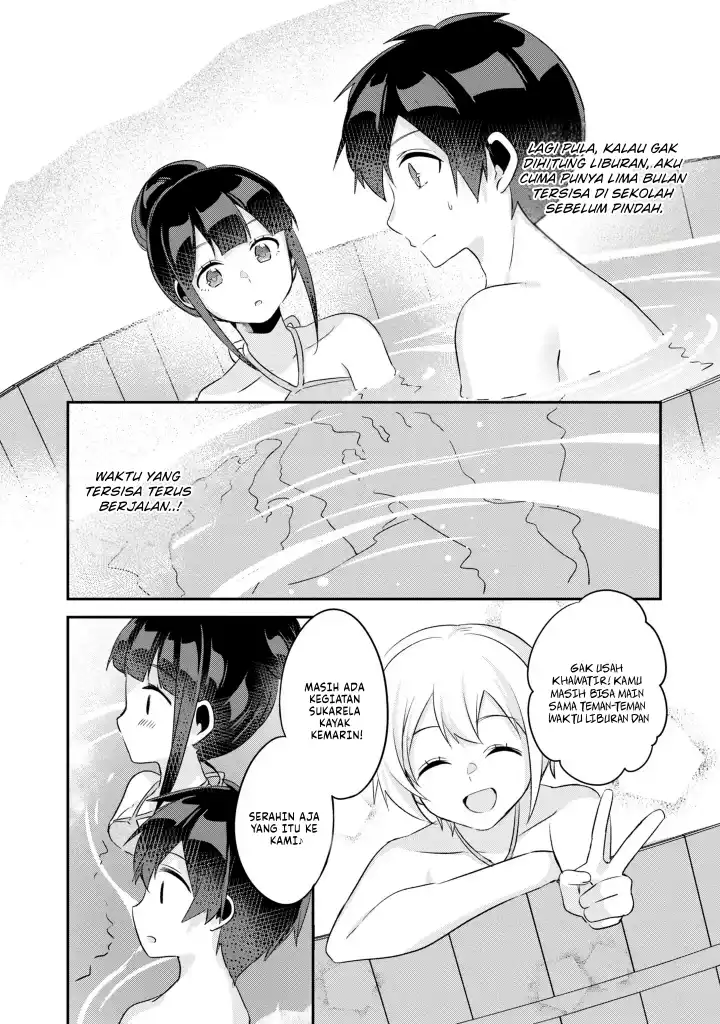 LAGI PULA, KALAU GAK
DIHITUNG LIBURAN, AKU
CUMA PUNYA LIMA BULAN
TERSISA DI SEKOLAH
SEBELUM PINDAH.
WAKTU YANG
TERSISA TERUS
BERJALAN..!
GAK USAH
KHAWATIR! KAMU
MASIH BISA MAIN
SAMA TEMAN-TEMAN
WAKTU LIBURAN DAN
MASIH ADA
KEGIATAN
SUKARELA
KAYAK
KEMARIN!
SERAHIN AJA
YANG ITU KE
KAMI♪